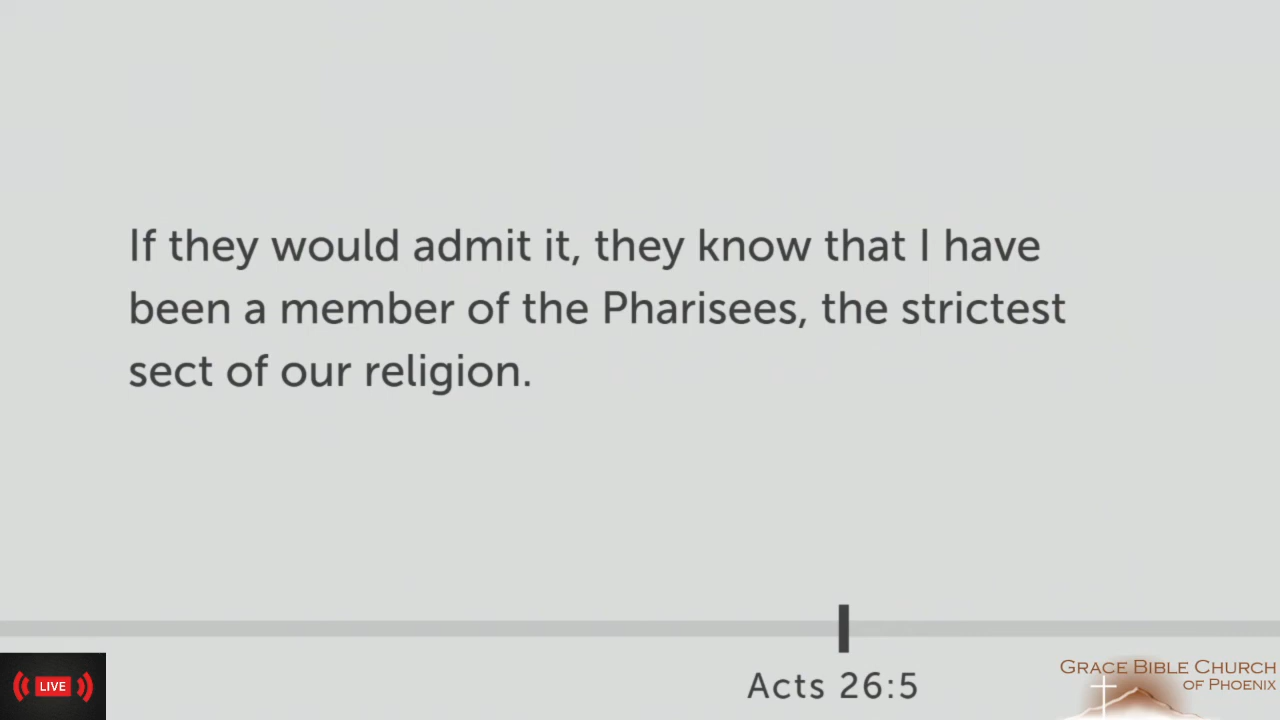 If they would admit it, they know that I have
been a member of the Pharisees, the strictest
sect of our religion.
LIVE
Acts 26:5
GRACE BIBLE CHURCH
OF PHOENIX